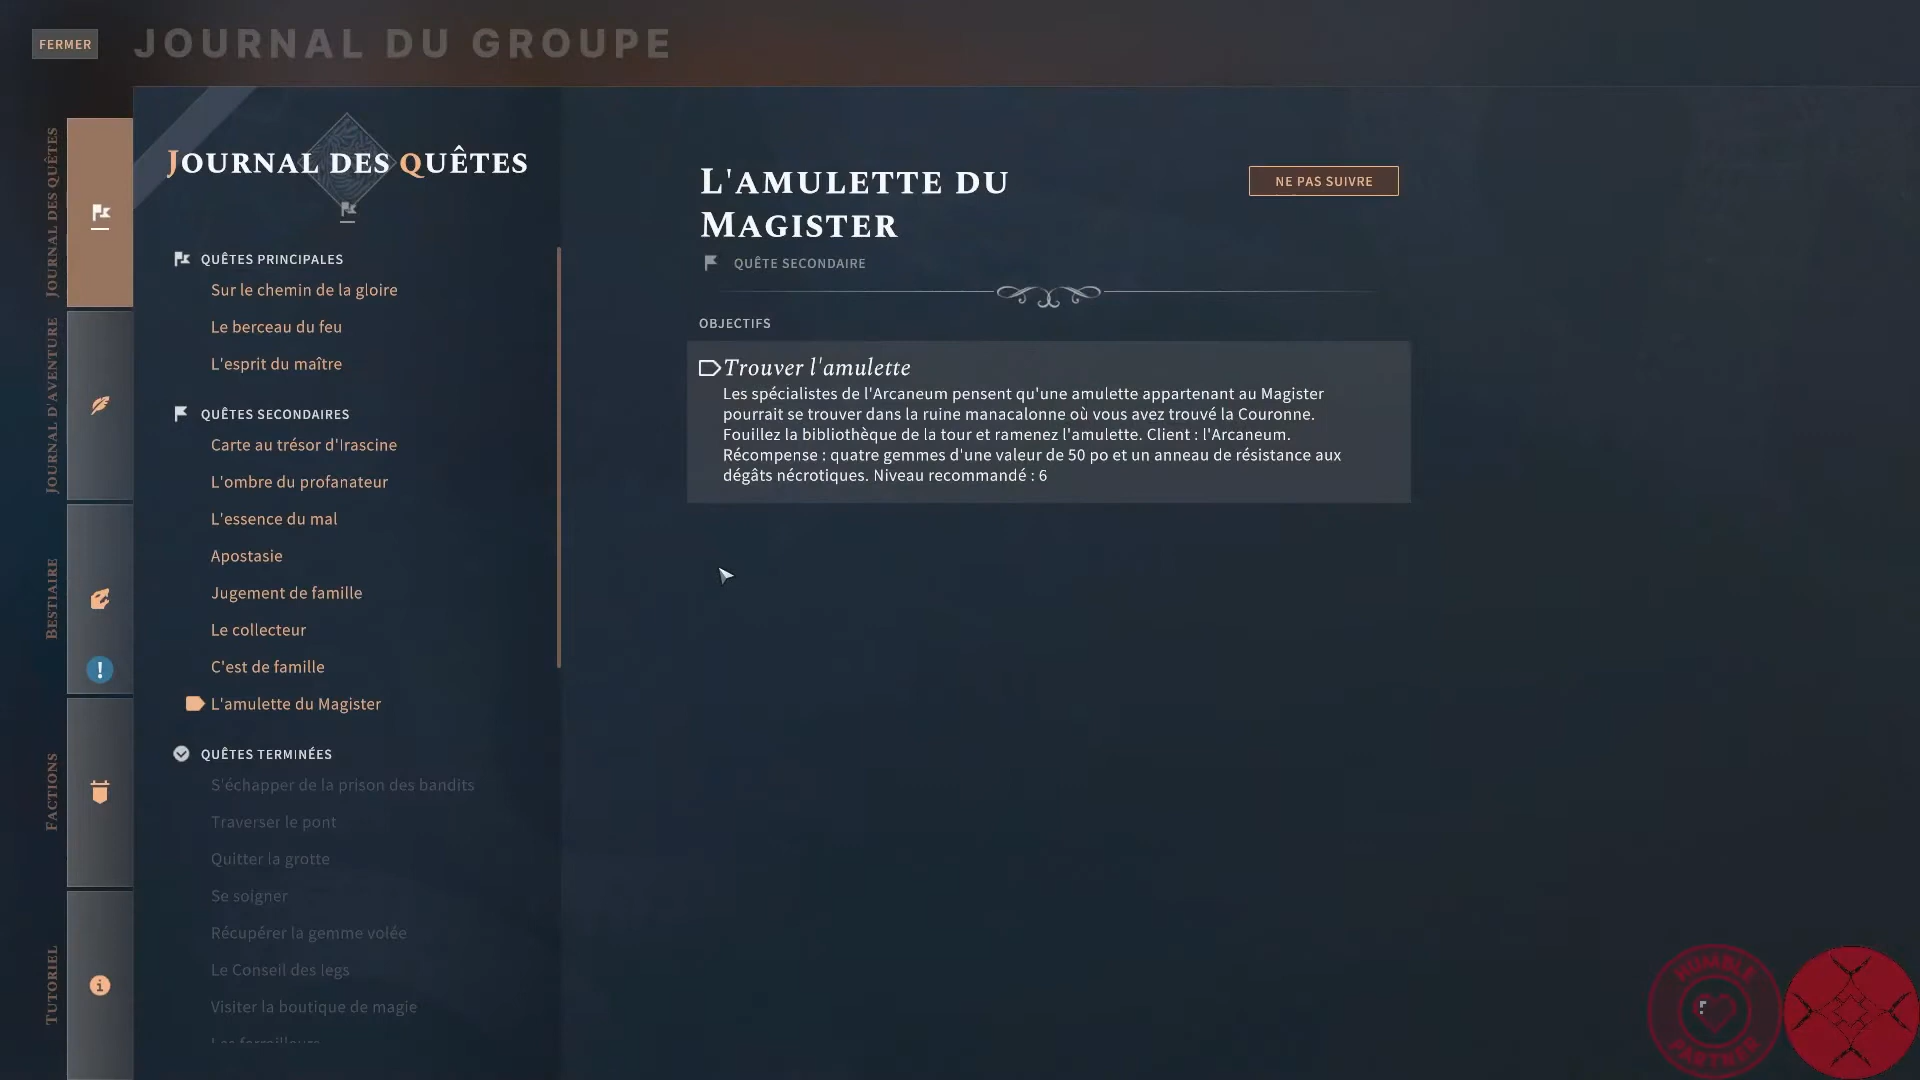 FERMER
JOURNAL DU GROUPE
JOURNAL DES QUÊTES
JOURNAL D'AVENTURE
BESTIAIRE
FACTIONS
TUTORIEL
JOURNAL DES QUÊTES
QUÊTES PRINCIPALES
Sur le chemin de la gloire
Le berceau du feu
L'esprit du maître
QUÊTES SECONDAIRES
Carte au trésor d'Irascine
L'ombre du profanateur
L'essence du mal
Apostasie
Jugement de famille
Le collecteur
C'est de famille
L'amulette du Magister
QUÊTES TERMINÉES
S'échapper de la prison des bandits
Traverser le pont
Quitter la grotte
Se soigner
Récupérer la gemme volée
Le Conseil des legs
Visiter la boutique de magie
L'AMULETTE DU
MAGISTER
NE PAS SUIVRE
QUÊTE SECONDAIRE
OBJECTIFS
Trouver l'amulette
Les spécialistes de l'Arcaneum pensent qu'une amulette appartenant au Magister
pourrait se trouver dans la ruine manacalonne où vous avez trouvé la Couronne.
Fouillez la bibliothèque de la tour et ramenez l'amulette. Client : l'Arcaneum.
Récompense : quatre gemmes d'une valeur de 50 po et un anneau de résistance aux
dégâts nécrotiques. Niveau recommandé : 6
HUMBLE
PARTNER